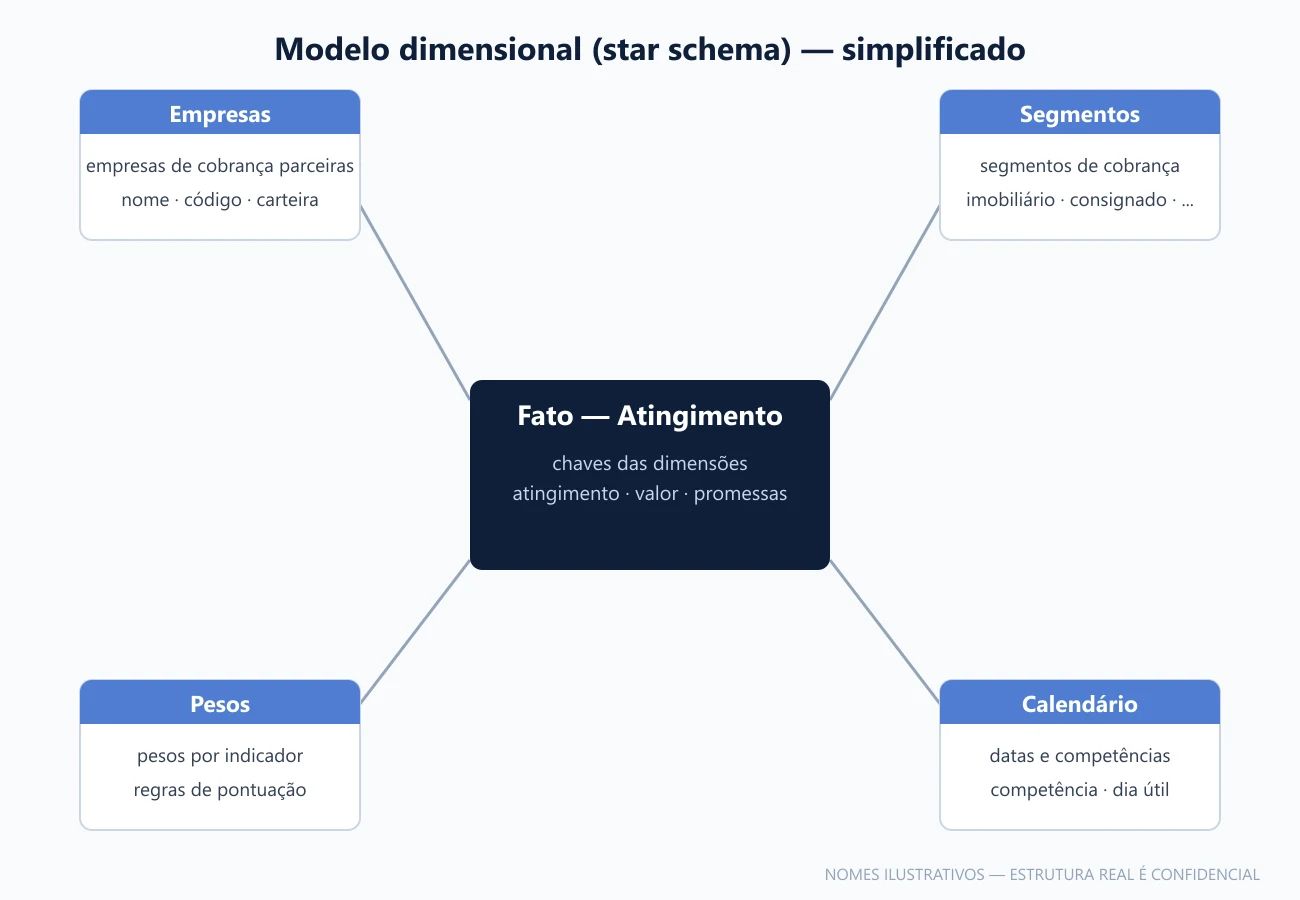 Modelo dimensional (star schema) — simplificado
Empresas
empresas de cobrança parceiras
nome · código · carteira
Segmentos
segmentos de cobrança
imobiliário · consignado · ...
Fato — Atingimento
chaves das dimensões
atingimento · valor · promessas
Pesos
pesos por indicador
regras de pontuação
Calendário
datas e competências
competência · dia útil
NOMES ILUSTRATIVOS — ESTRUTURA REAL É CONFIDENCIAL